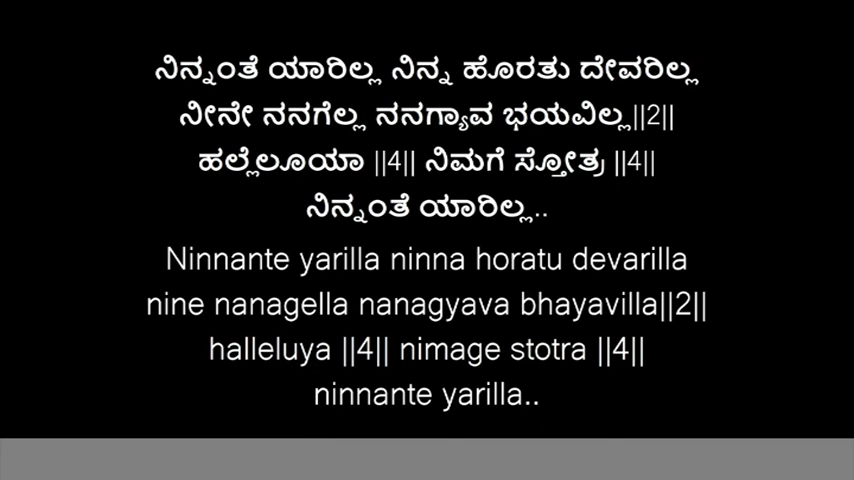 ನಿನ್ನಂತೆ ಯಾರಿಲ್ಲ ನಿನ್ನ ಹೊರತು ದೇವರಿಲ್ಲ
ನೀನೇ ನನಗೆಲ್ಲ ನನಗ್ಯಾವ ಭಯವಿಲ್ಲ||2||
ಹಲ್ಲೆಲೂಯಾ ||4|| ನಿಮಗೆ ಸ್ತೋತ್ರ ||4||
ನಿನ್ನಂತೆ ಯಾರಿಲ್ಲ..
Ninnante yarilla ninna horatu devarilla
nine nanagella nanagyava bhayavilla||2||
halleluya ||4|| nimage stotra ||4||
ninnante yarilla..